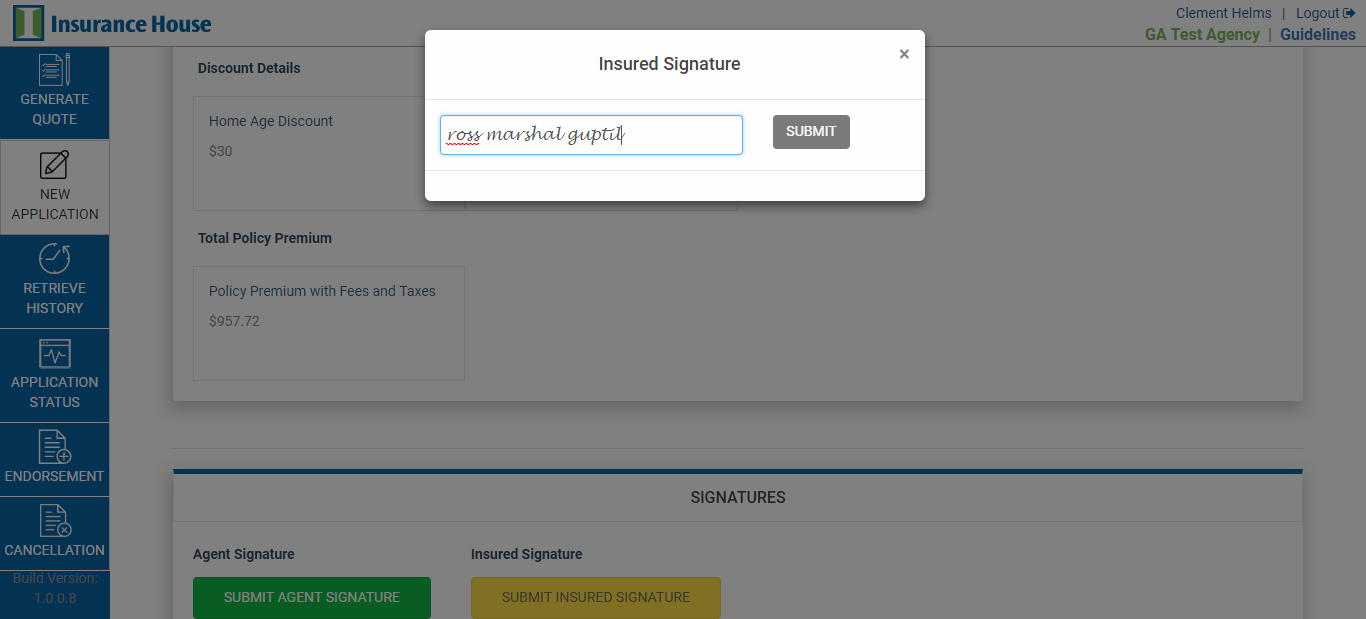 Insurance House
Clement Helms | Logout
GA Test Agency | Guidelines
GENERATE
QUOTE
NEW
APPLICATION
RETRIEVE
HISTORY
APPLICATION
STATUS
ENDORSEMENT
CANCELLATION
Build Version:
1.0.0.8
Insured Signature
×
ross marshal guptil
SUBMIT
Discount Details
Home Age Discount
$30
Total Policy Premium
Policy Premium with Fees and Taxes
$957.72
SIGNATURES
Agent Signature
Insured Signature
SUBMIT AGENT SIGNATURE
SUBMIT INSURED SIGNATURE